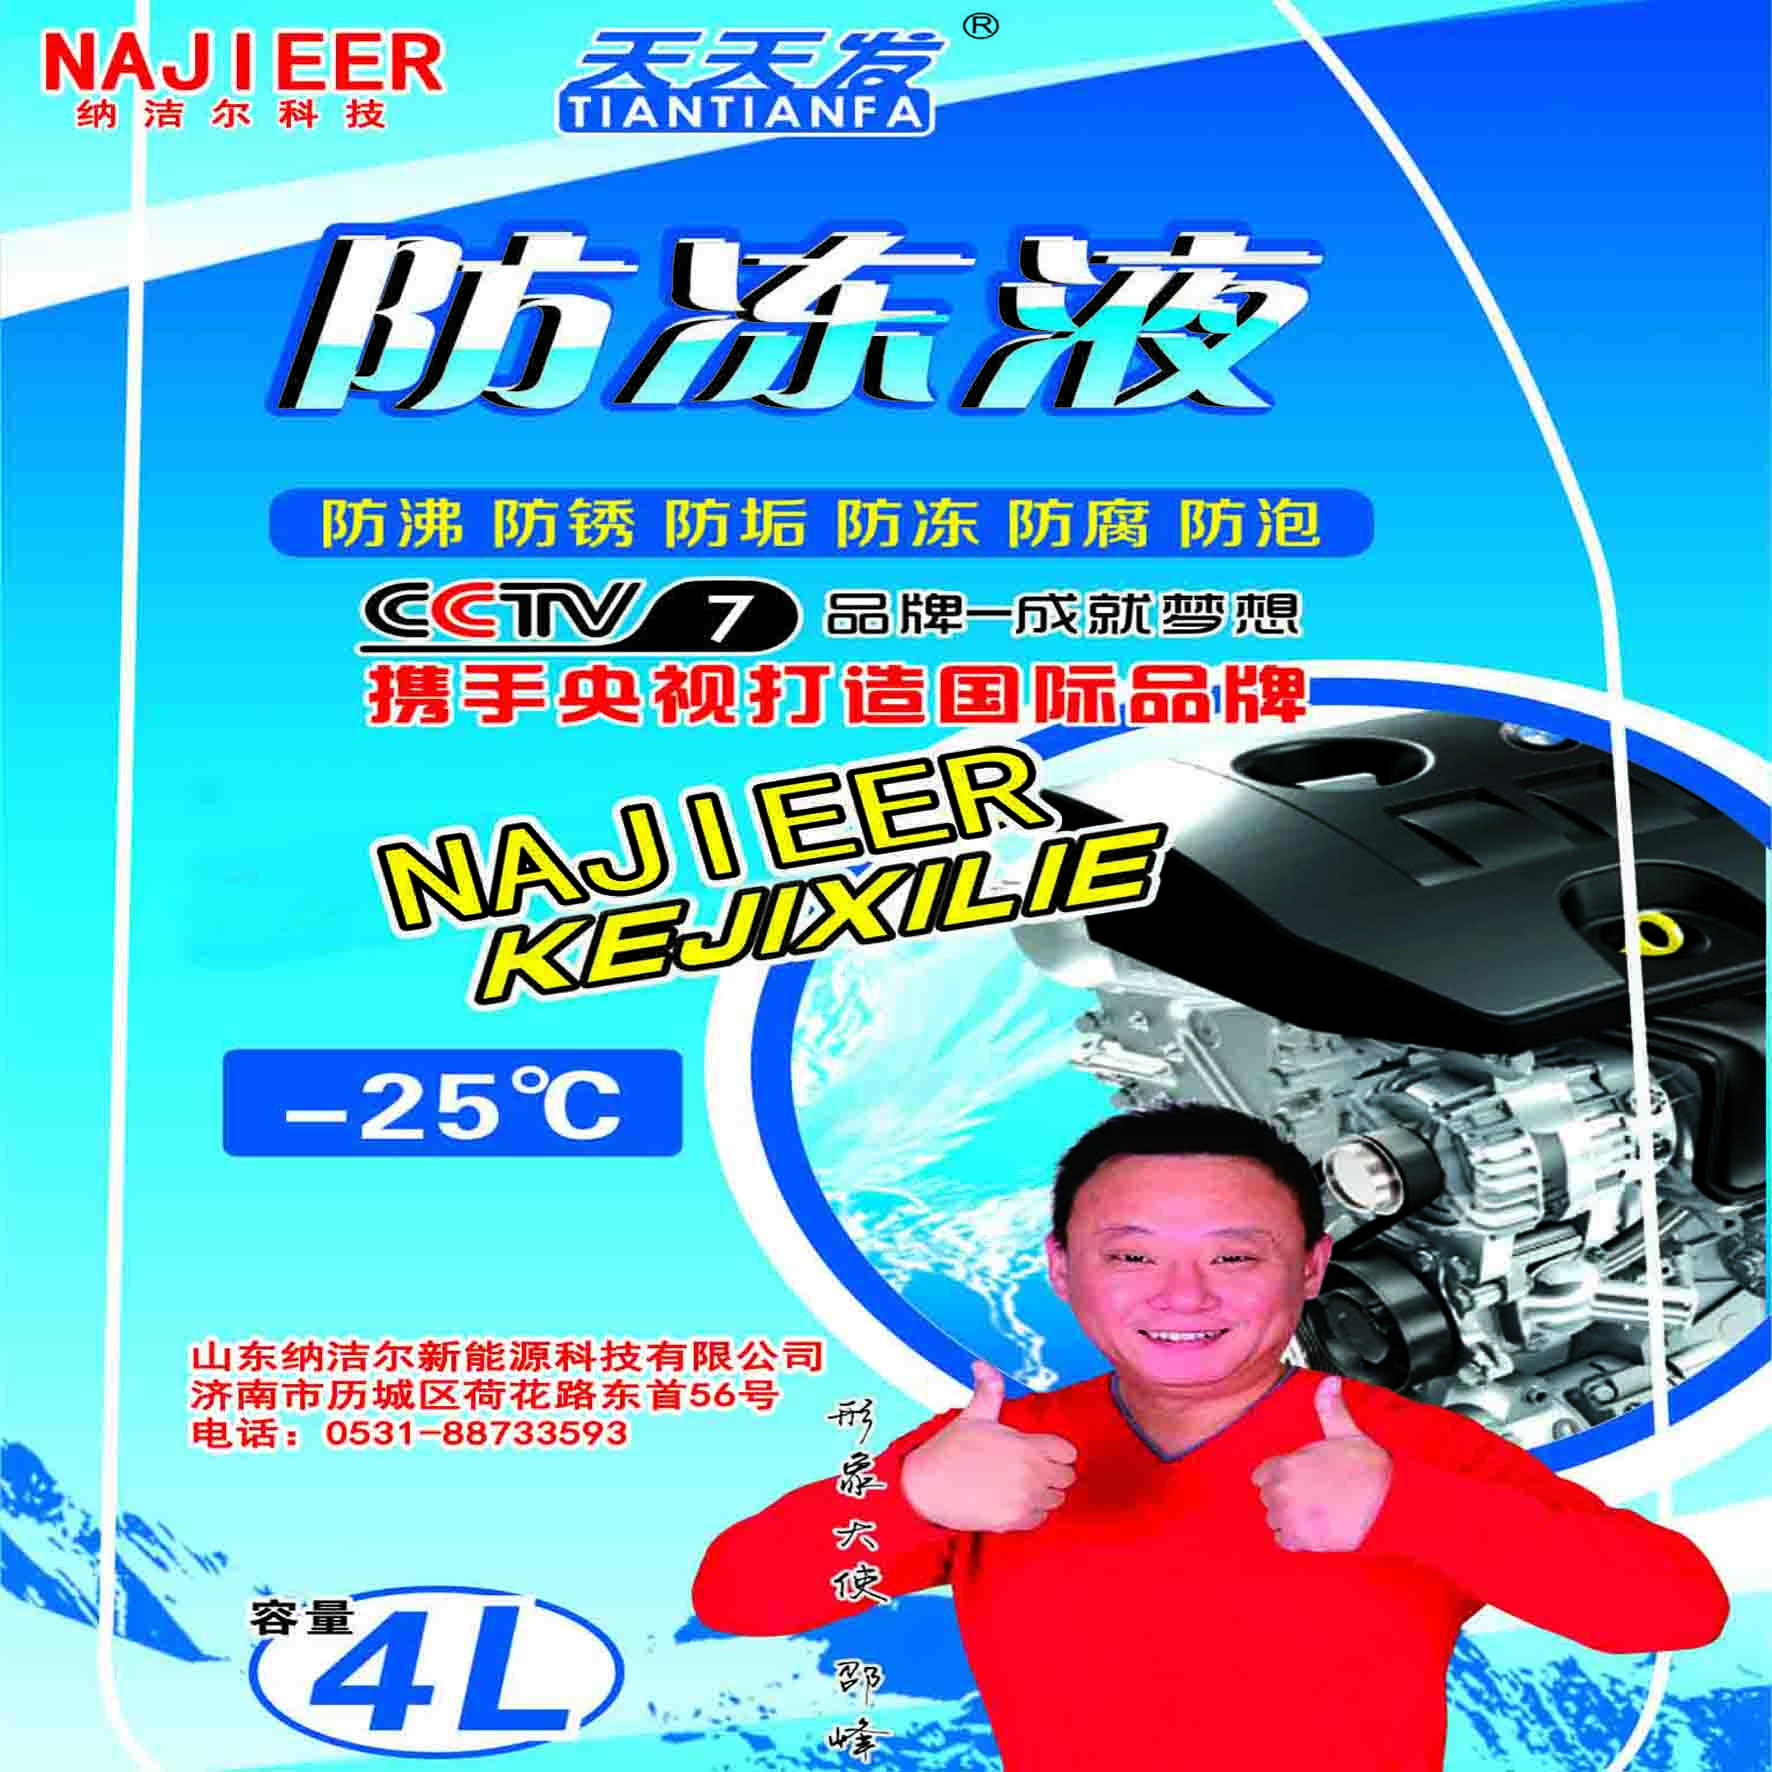 NAJIEER
纳洁尔科技
天天发®
TIANTIANFA
防冻液
防沸 防锈 防垢 防冻 防腐 防泡
CCTV 7 品牌—成就梦想
携手央视打造国际品牌
NAJIEER
KEJIXILIE
-25℃
山东纳洁尔新能源科技有限公司
济南市历城区荷花路东首56号
电话：0531-88733593
形象大使 邵峰
容量
4L